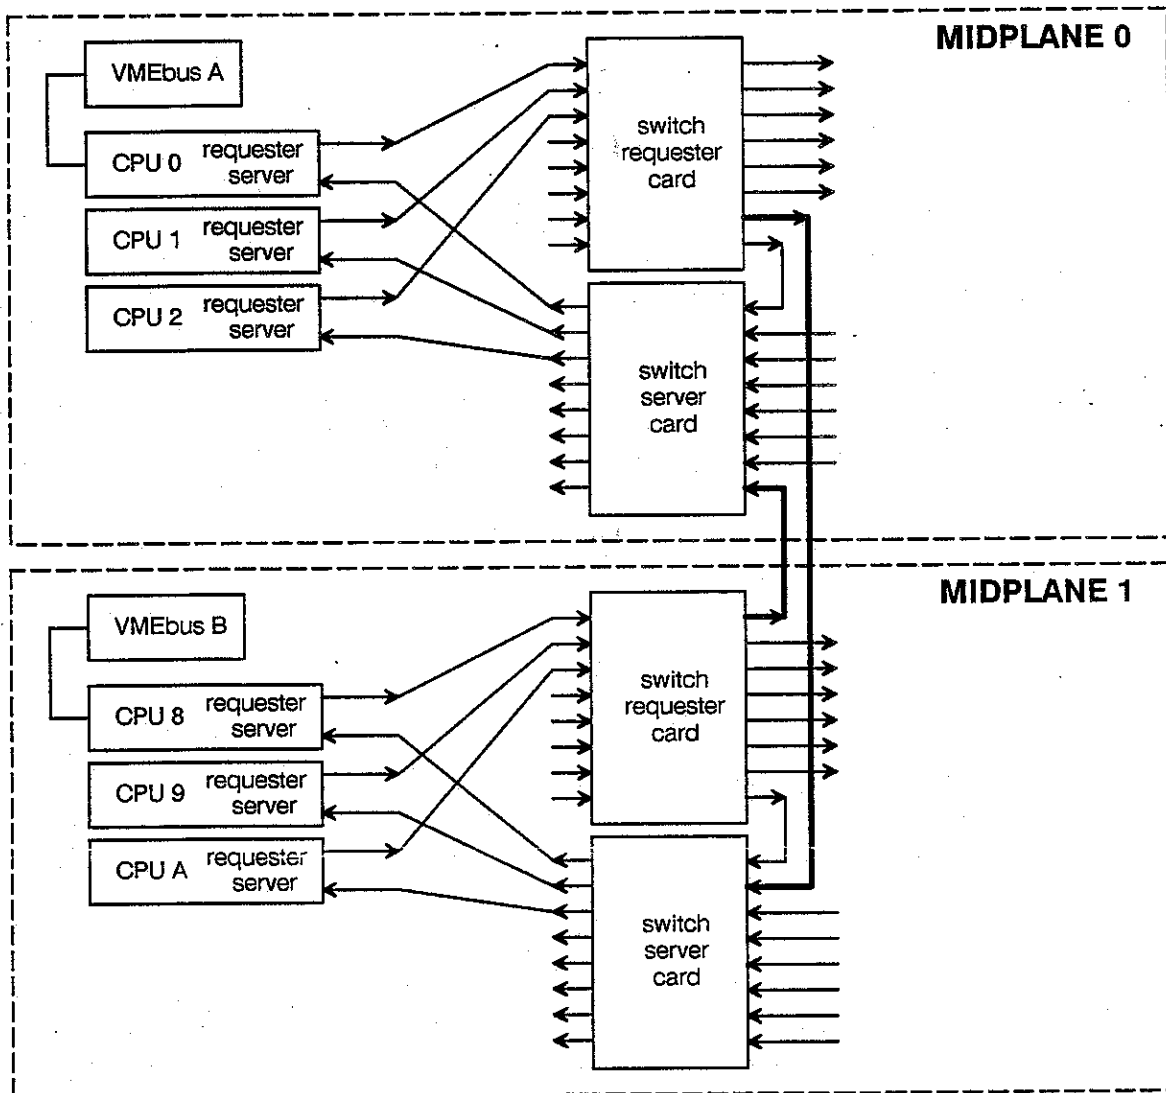 MIDPLANE 0
VMEbus A
CPU 0 requester
server
CPU 1 requester
server
CPU 2 requester
server
switch
requester
card
switch
server
card
MIDPLANE 1
VMEbus B
CPU 8 requester
server
CPU 9 requester
server
CPU A requester
server
switch
requester
card
switch
server
card